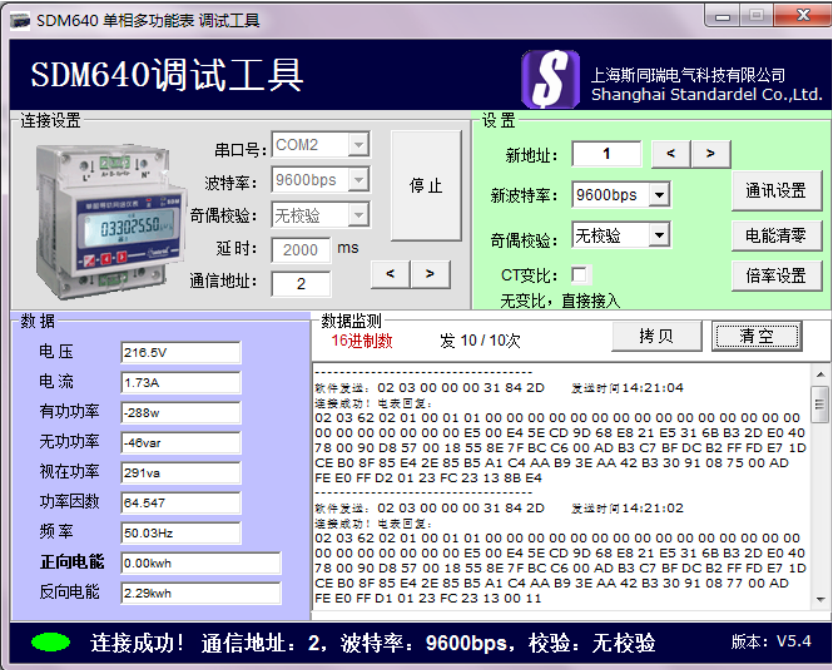 SDM640 单相多功能表 调试工具
SDM640调试工具
上海斯同瑞电气科技有限公司
Shanghai Standardel Co.,Ltd.
连接设置
串口号: COM2
波特率: 9600bps
奇偶校验: 无校验
延时: 2000 ms
通信地址: 2
停止
< >
033025.50
设置
新地址: 1 < >
新波特率: 9600bps
奇偶校验: 无校验
CT变比:
无变比，直接接入
通讯设置
电能清零
倍率设置
数据
电压 216.5V
电流 1.73A
有功功率 -288w
无功功率 -46var
视在功率 291va
功率因数 64.547
频率 50.03Hz
正向电能 0.00kwh
反向电能 2.29kwh
数据监测
16进制数 发 10 / 10次 拷贝 清空
----------------------------------
软件发送: 02 03 00 00 00 31 84 2D 发送时间14:21:04
连接成功! 电表回复:
02 03 62 02 01 00 01 01 00 00 00 00 00 00 00 00 00 00 00 00 00
00 00 00 00 00 00 00 E5 00 E4 5E CD 9D 68 E8 21 E5 31 6B B3 2D E0 40
78 00 90 D8 57 00 18 55 8E 7F BC C6 00 AD B3 C7 BF DC B2 FF FD E7 1D
CE B0 8F 85 E4 2E 85 B5 A1 C4 AA B9 3E AA 42 B3 30 91 08 75 00 AD
FE E0 FF D2 01 23 FC 23 13 8B E4
----------------------------------
软件发送: 02 03 00 00 00 31 84 2D 发送时间14:21:02
连接成功! 电表回复:
02 03 62 02 01 00 01 01 00 00 00 00 00 00 00 00 00 00 00 00 00
00 00 00 00 00 00 00 E5 00 E4 5E CD 9D 68 E8 21 E5 31 6B B3 2D E0 40
78 00 90 D8 57 00 18 55 8E 7F BC C6 00 AD B3 C7 BF DC B2 FF FD E7 1D
CE B0 8F 85 E4 2E 85 B5 A1 C4 AA B9 3E AA 42 B3 30 91 08 77 00 AD
FE E0 FF D1 01 23 FC 23 13 00 11
连接成功! 通信地址: 2，波特率: 9600bps，校验: 无校验
版本: V5.4